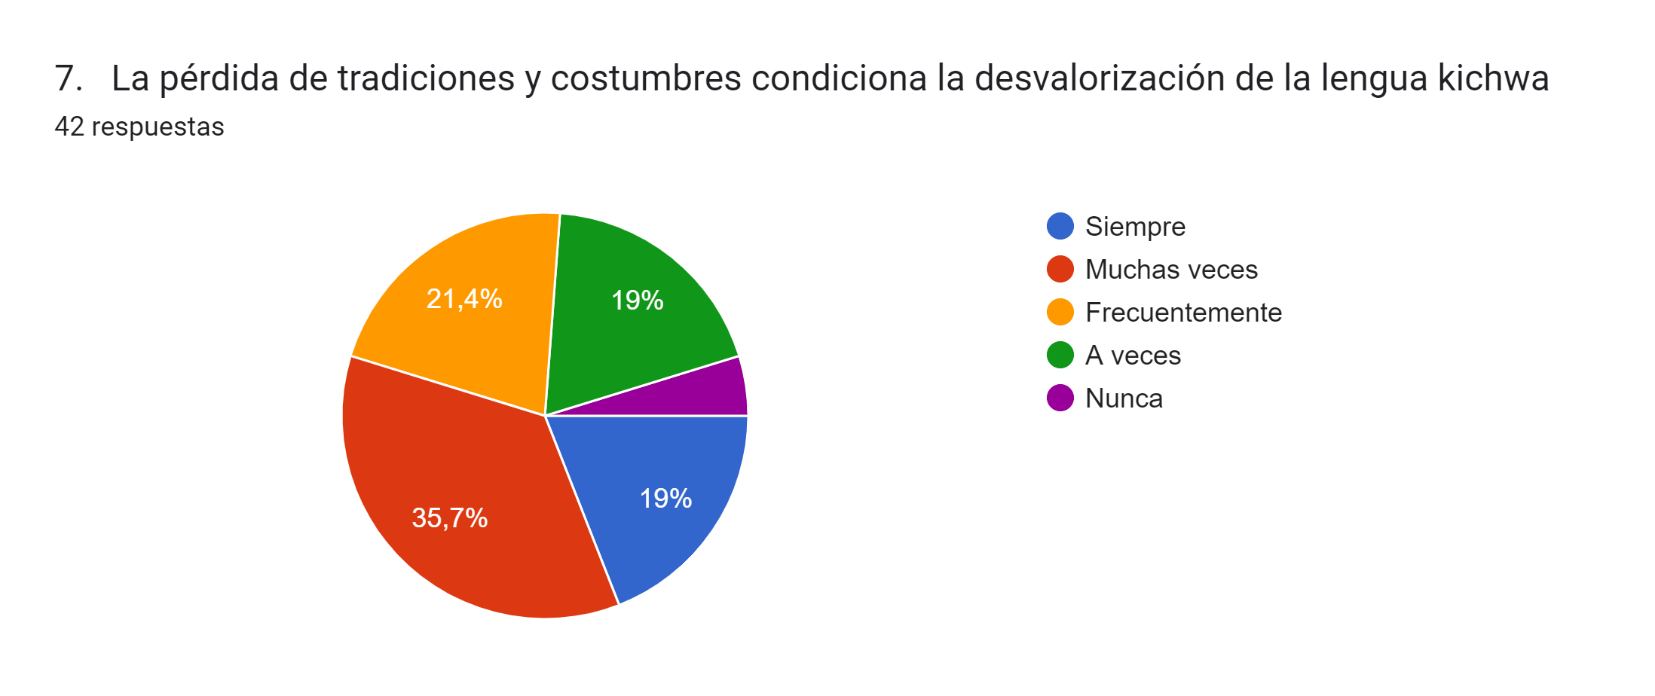 7. La pérdida de tradiciones y costumbres condiciona la desvalorización de la lengua kichwa
42 respuestas
21,4%
19%
35,7%
19%
Siempre
Muchas veces
Frecuentemente
A veces
Nunca